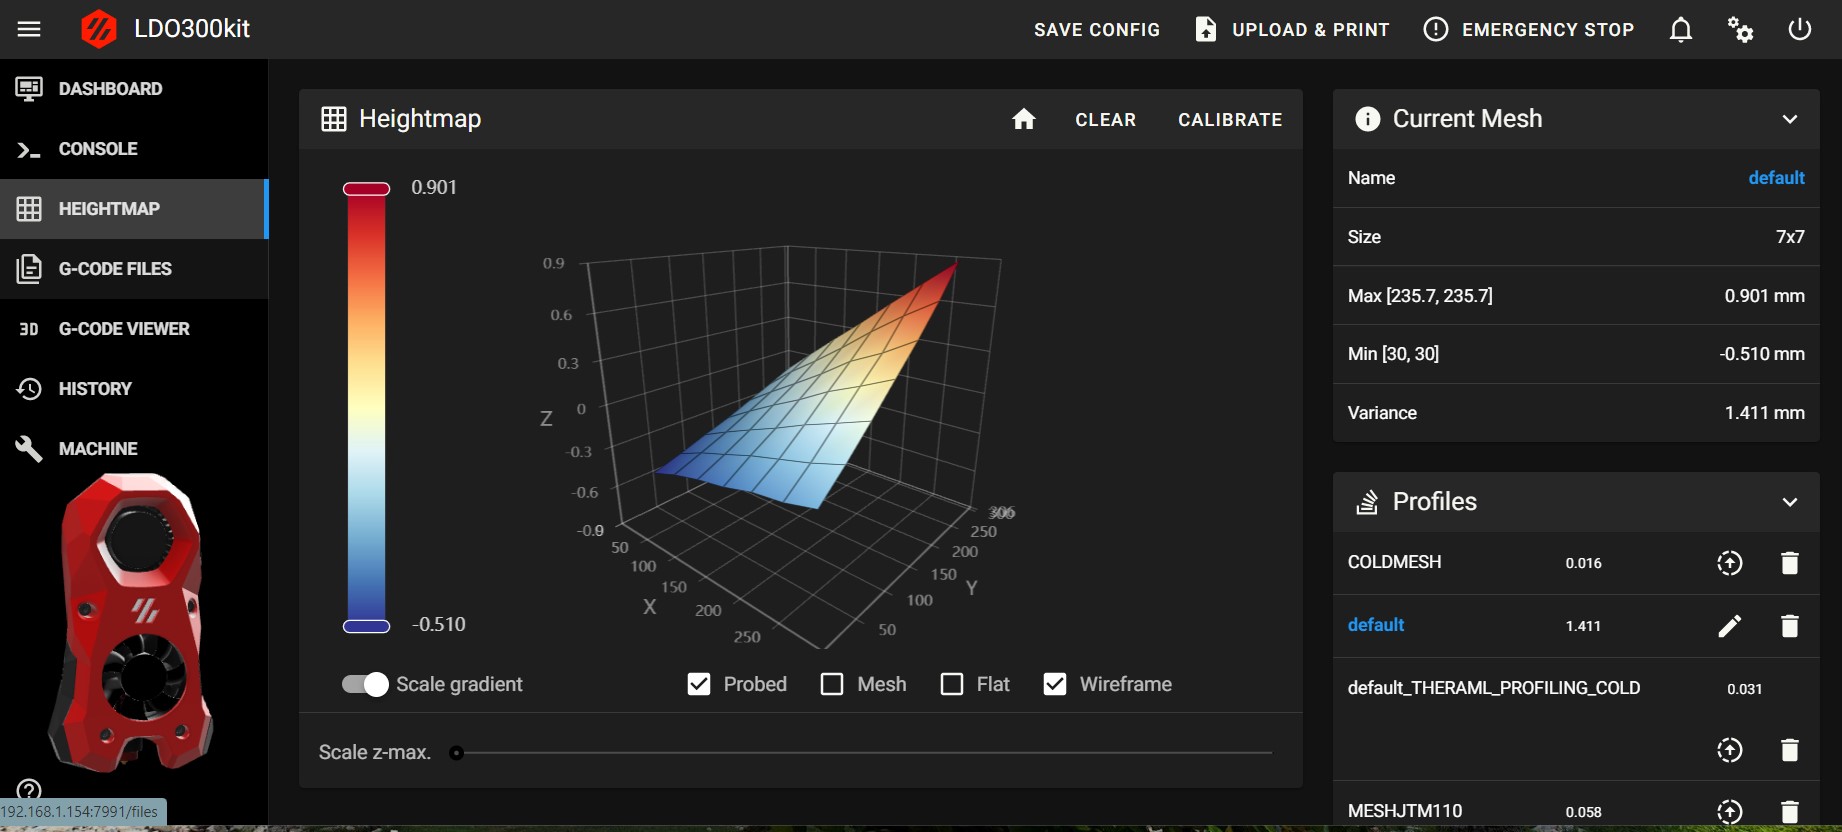 LDO300kit
SAVE CONFIG
UPLOAD & PRINT
EMERGENCY STOP
DASHBOARD
CONSOLE
HEIGHTMAP
G-CODE FILES
3D G-CODE VIEWER
HISTORY
MACHINE
192.168.1.154:7991/files
Heightmap
CLEAR
CALIBRATE
0.901
-0.510
0.9
0.6
0.3
Z
0
-0.3
-0.6
-0.9
50
100
150
X
200
250
50
100
150
Y
200
250
300
Scale gradient
Probed
Mesh
Flat
Wireframe
Scale z-max.
Current Mesh
Name default
Size 7x7
Max [235.7, 235.7] 0.901 mm
Min [30, 30] -0.510 mm
Variance 1.411 mm
Profiles
COLDMESH 0.016
default 1.411
default_THERAML_PROFILING_COLD 0.031
MESHJTM110 0.058